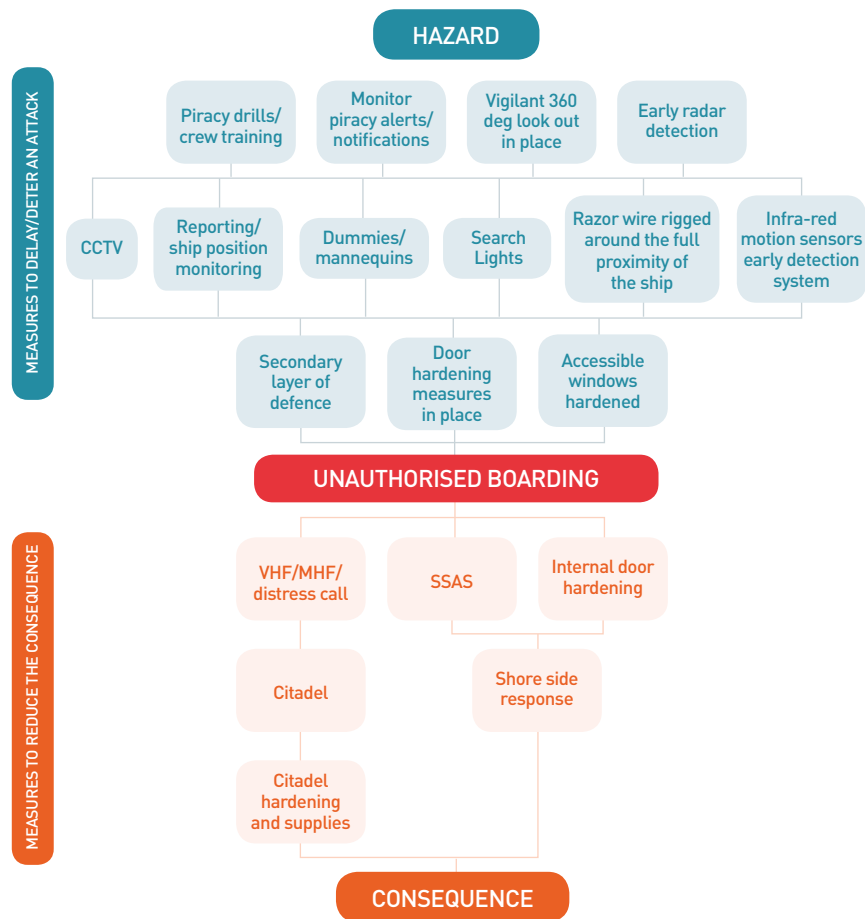 HAZARD
MEASURES TO DELAY/DETER AN ATTACK
Piracy drills/
crew training
Monitor
piracy alerts/
notifications
Vigilant 360
deg look out
in place
Early radar
detection
CCTV
Reporting/
ship position
monitoring
Dummies/
mannequins
Search
Lights
Razor wire rigged
around the full
proximity of
the ship
Infra-red
motion sensors
early detection
system
Secondary
layer of
defence
Door
hardening
measures
in place
Accessible
windows
hardened
UNAUTHORISED BOARDING
MEASURES TO REDUCE THE CONSEQUENCE
VHF/MHF/
distress call
SSAS
Internal door
hardening
Citadel
Shore side
response
Citadel
hardening
and supplies
CONSEQUENCE